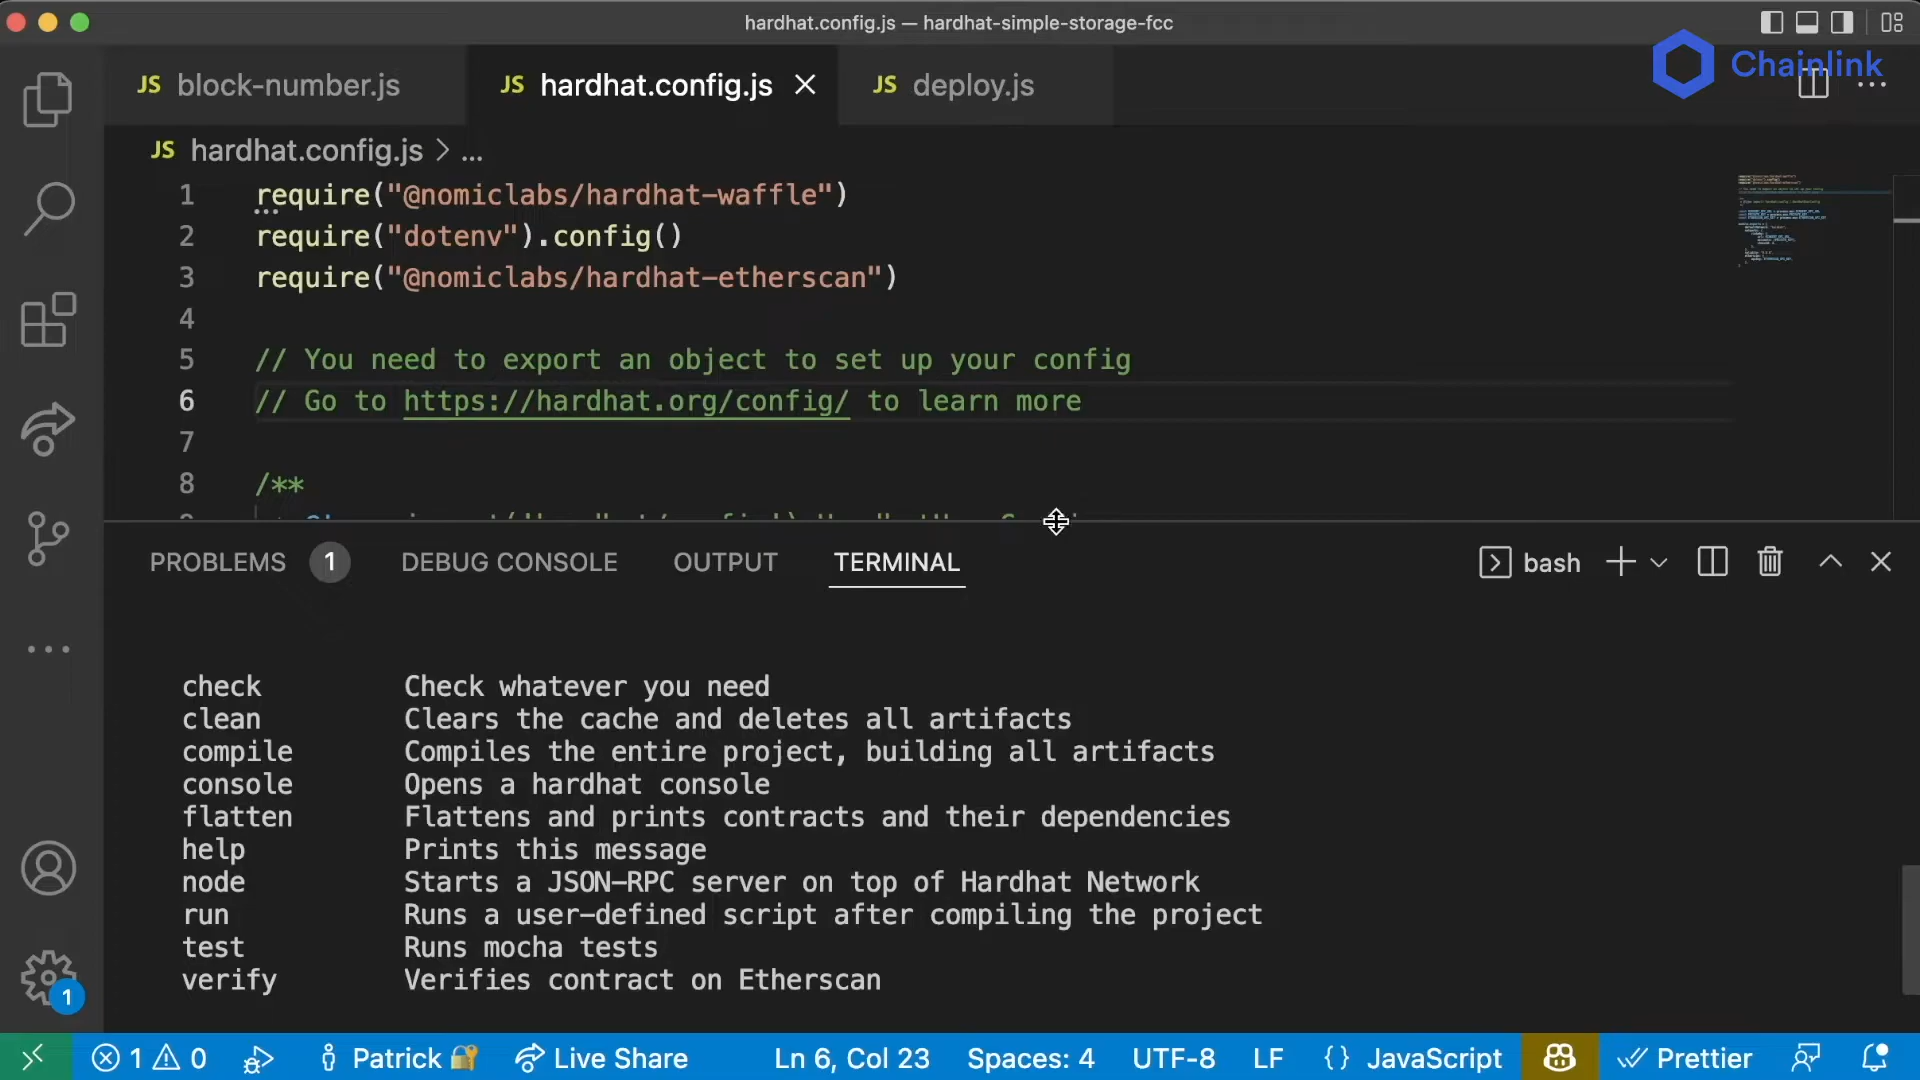 hardhat.config.js — hardhat-simple-storage-fcc
Chainlink
JS block-number.js
JS hardhat.config.js
JS deploy.js
JS hardhat.config.js > ...
1 require("@nomiclabs/hardhat-waffle")
2 require("dotenv").config()
3 require("@nomiclabs/hardhat-etherscan")
4
5 // You need to export an object to set up your config
6 // Go to https://hardhat.org/config/ to learn more
7
8 /**
PROBLEMS 1 DEBUG CONSOLE OUTPUT TERMINAL bash
check Check whatever you need
clean Clears the cache and deletes all artifacts
compile Compiles the entire project, building all artifacts
console Opens a hardhat console
flatten Flattens and prints contracts and their dependencies
help Prints this message
node Starts a JSON-RPC server on top of Hardhat Network
run Runs a user-defined script after compiling the project
test Runs mocha tests
verify Verifies contract on Etherscan
1
1 0 Patrick 🔐 Live Share Ln 6, Col 23 Spaces: 4 UTF-8 LF {} JavaScript Prettier